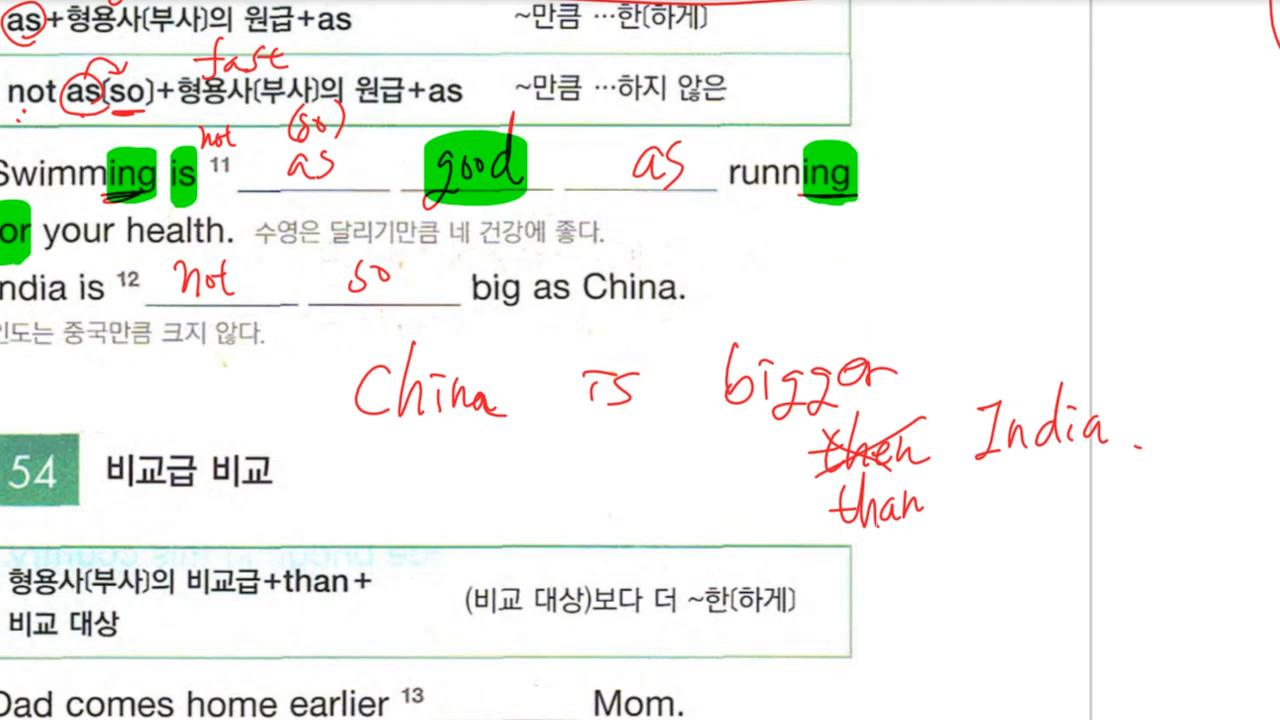 as+형용사(부사)의 원급+as ~만큼 …한(하게)
fast
not as(so)+형용사(부사)의 원급+as ~만큼 …하지 않은
not (so)
Swimming is 11 as good as running
for your health. 수영은 달리기만큼 네 건강에 좋다.
India is 12 not so big as China.
인도는 중국만큼 크지 않다.
China is bigger
then India.
than
54 비교급 비교
형용사(부사)의 비교급+than+
비교 대상
(비교 대상)보다 더 ~한(하게)
Dad comes home earlier 13 Mom.